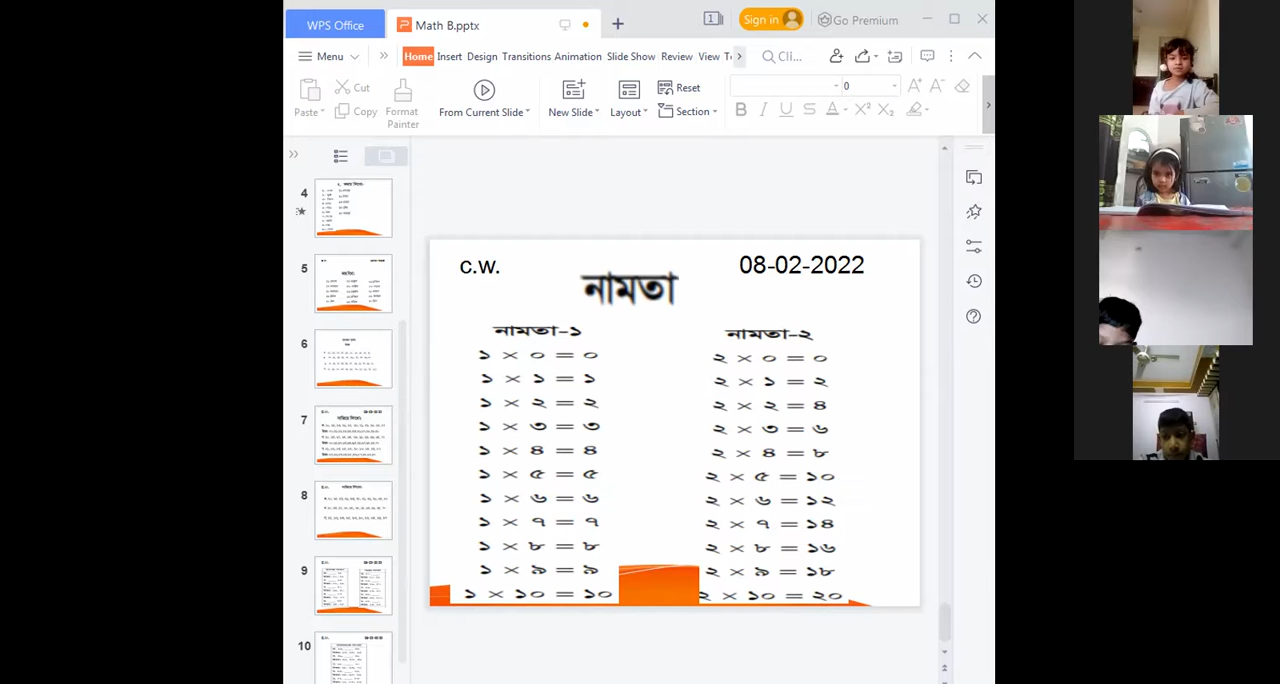 WPS Office
Math B.pptx
Sign in
Go Premium
Menu
Home Insert Design Transitions Animation Slide Show Review View
Cli...
Paste
Cut
Copy
Format Painter
From Current Slide
New Slide
Layout
Reset
Section
0
4
5
6
7
8
9
10
c.w.
08-02-2022
নামতা
নামতা-১
১ × ০ = ০
১ × ১ = ১
১ × ২ = ২
১ × ৩ = ৩
১ × ৪ = ৪
১ × ৫ = ৫
১ × ৬ = ৬
১ × ৭ = ৭
১ × ৮ = ৮
১ × ৯ = ৯
১ × ১০ = ১০
নামতা-২
২ × ০ = ০
২ × ১ = ২
২ × ২ = ৪
২ × ৩ = ৬
২ × ৪ = ৮
২ × ৫ = ১০
২ × ৬ = ১২
২ × ৭ = ১৪
২ × ৮ = ১৬
২ × ৯ = ১৮
২ × ১০ = ২০